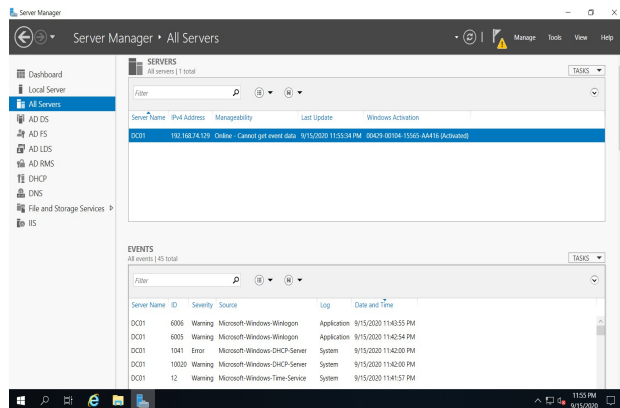 Server Manager
Server Manager • All Servers
Manage Tools View Help
Dashboard
Local Server
All Servers
AD DS
AD FS
AD LDS
AD RMS
DHCP
DNS
File and Storage Services
IIS
SERVERS
All servers | 1 total
TASKS
Filter
Server Name IPv4 Address Manageability Last Update Windows Activation
DC01 192.168.74.129 Online - Cannot get event data 9/15/2020 11:55:34 PM 00429-00104-15565-AA416 (Activated)
EVENTS
All events | 45 total
TASKS
Filter
Server Name ID Severity Source Log Date and Time
DC01 6006 Warning Microsoft-Windows-Winlogon Application 9/15/2020 11:43:55 PM
DC01 6005 Warning Microsoft-Windows-Winlogon Application 9/15/2020 11:42:54 PM
DC01 1041 Error Microsoft-Windows-DHCP-Server System 9/15/2020 11:42:00 PM
DC01 10020 Warning Microsoft-Windows-DHCP-Server System 9/15/2020 11:42:00 PM
DC01 12 Warning Microsoft-Windows-Time-Service System 9/15/2020 11:41:57 PM
11:55 PM
9/15/2020